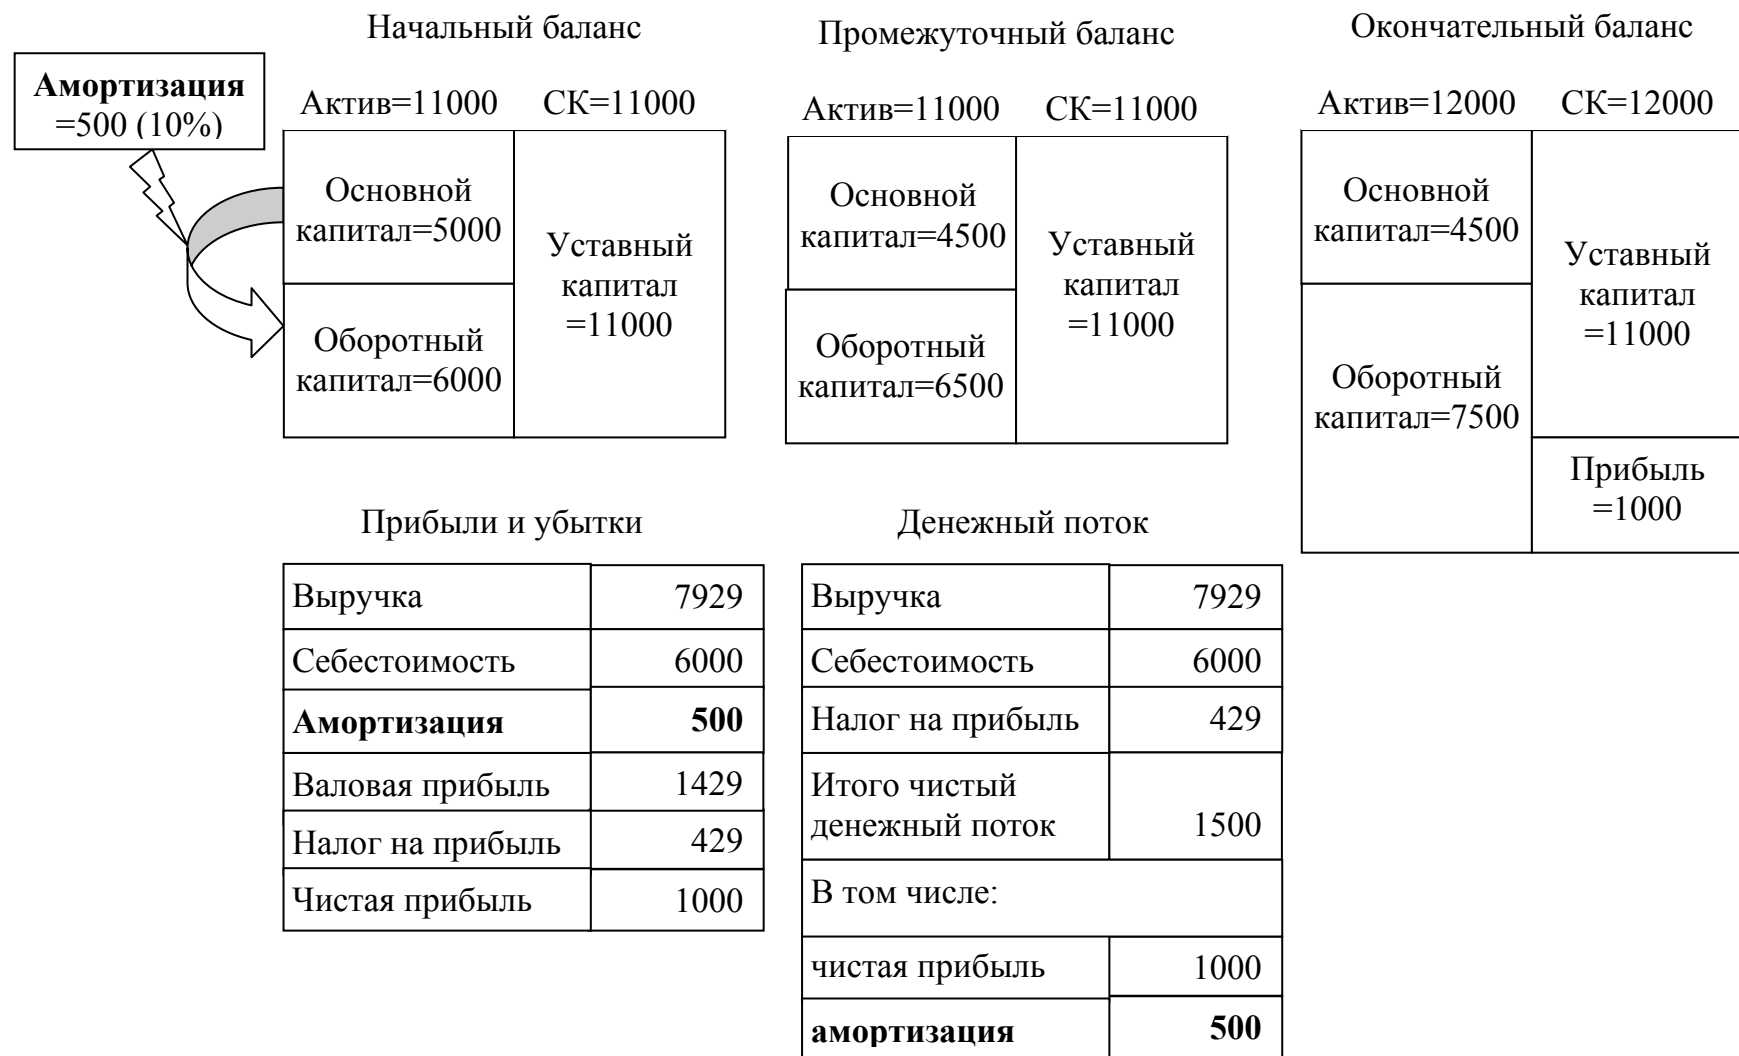 Начальный баланс
Промежуточный баланс
Окончательный баланс
Амортизация
=500 (10%)
Актив=11000 СК=11000
Основной
капитал=5000
Оборотный
капитал=6000
Уставный
капитал
=11000
Актив=11000 СК=11000
Основной
капитал=4500
Оборотный
капитал=6500
Уставный
капитал
=11000
Актив=12000 СК=12000
Основной
капитал=4500
Оборотный
капитал=7500
Уставный
капитал
=11000
Прибыль
=1000
Прибыли и убытки
Выручка 7929
Себестоимость 6000
Амортизация 500
Валовая прибыль 1429
Налог на прибыль 429
Чистая прибыль 1000
Денежный поток
Выручка 7929
Себестоимость 6000
Налог на прибыль 429
Итого чистый
денежный поток 1500
В том числе:
чистая прибыль 1000
амортизация 500